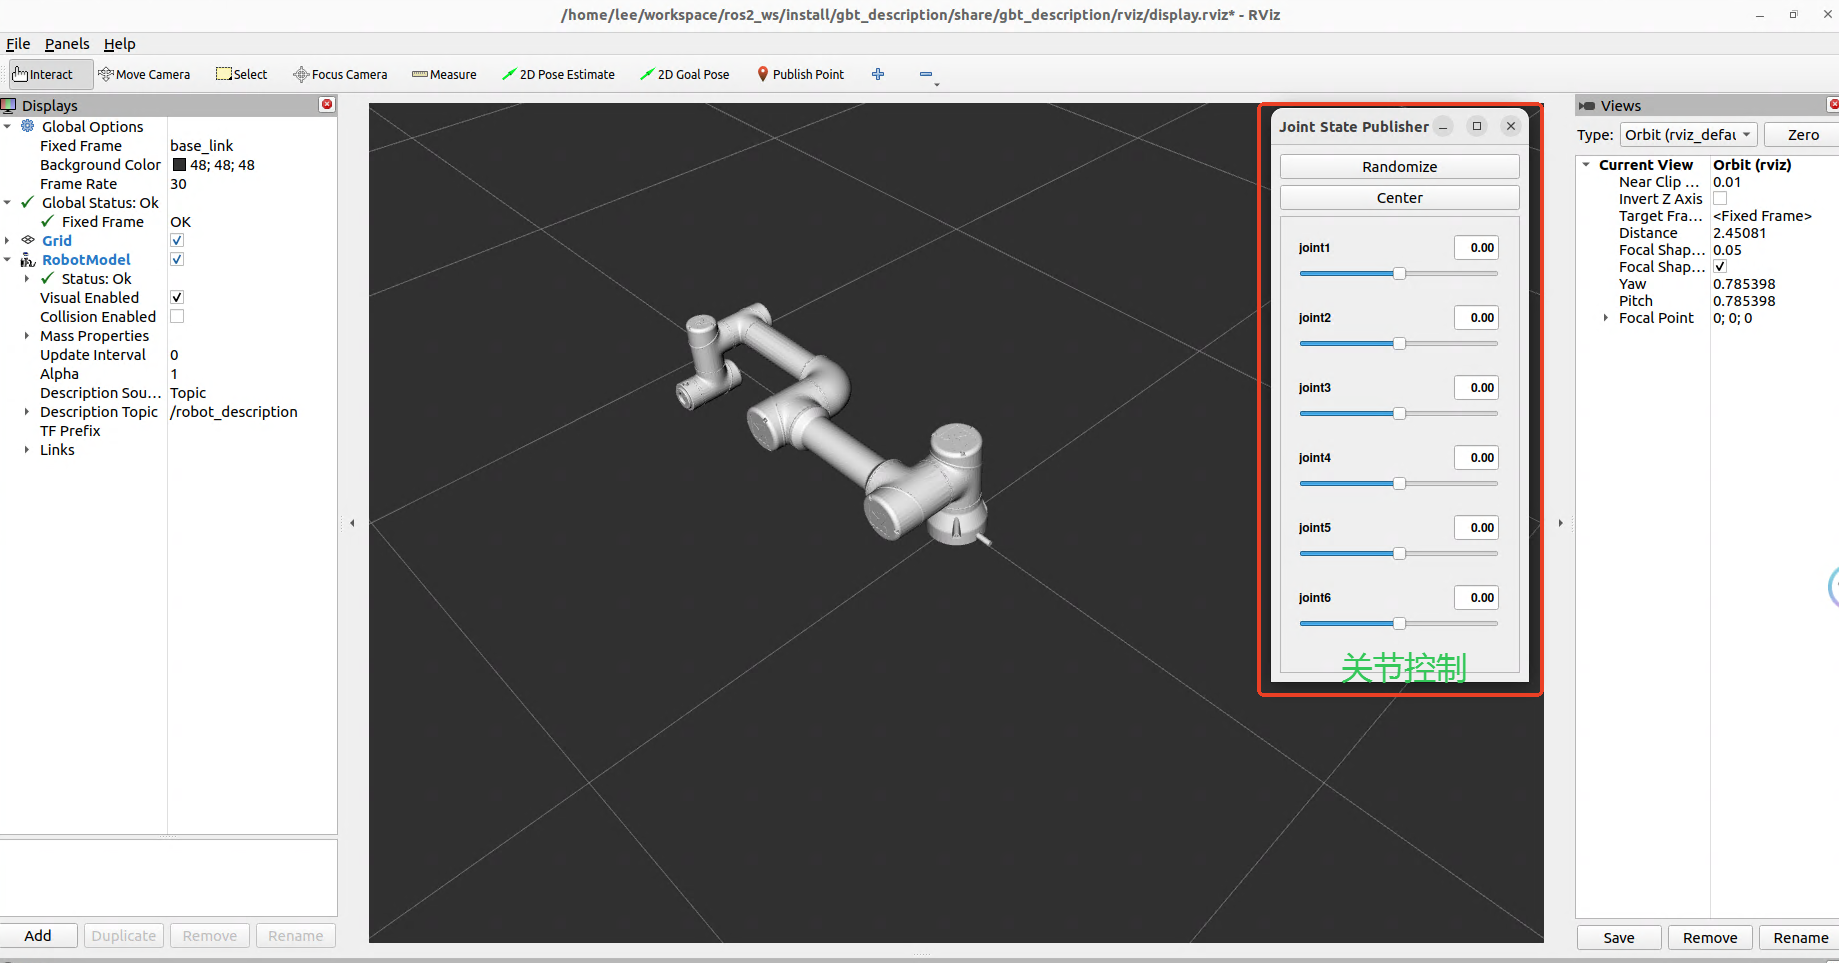 /home/lee/workspace/ros2_ws/install/gbt_description/share/gbt_description/rviz/display.rviz* - RViz
File Panels Help
Interact Move Camera Select Focus Camera Measure 2D Pose Estimate 2D Goal Pose Publish Point
Displays
Global Options
Fixed Frame base_link
Background Color 48; 48; 48
Frame Rate 30
Global Status: Ok
Fixed Frame OK
Grid
RobotModel
Status: Ok
Visual Enabled
Collision Enabled
Mass Properties
Update Interval 0
Alpha 1
Description Sou... Topic
Description Topic /robot_description
TF Prefix
Links
Add Duplicate Remove Rename
Joint State Publisher
Randomize
Center
joint1 0.00
joint2 0.00
joint3 0.00
joint4 0.00
joint5 0.00
joint6 0.00
关节控制
Views
Type: Orbit (rviz_defau Zero
Current View Orbit (rviz)
Near Clip ... 0.01
Invert Z Axis
Target Fra... <Fixed Frame>
Distance 2.45081
Focal Shap... 0.05
Focal Shap...
Yaw 0.785398
Pitch 0.785398
Focal Point 0; 0; 0
Save Remove Rename